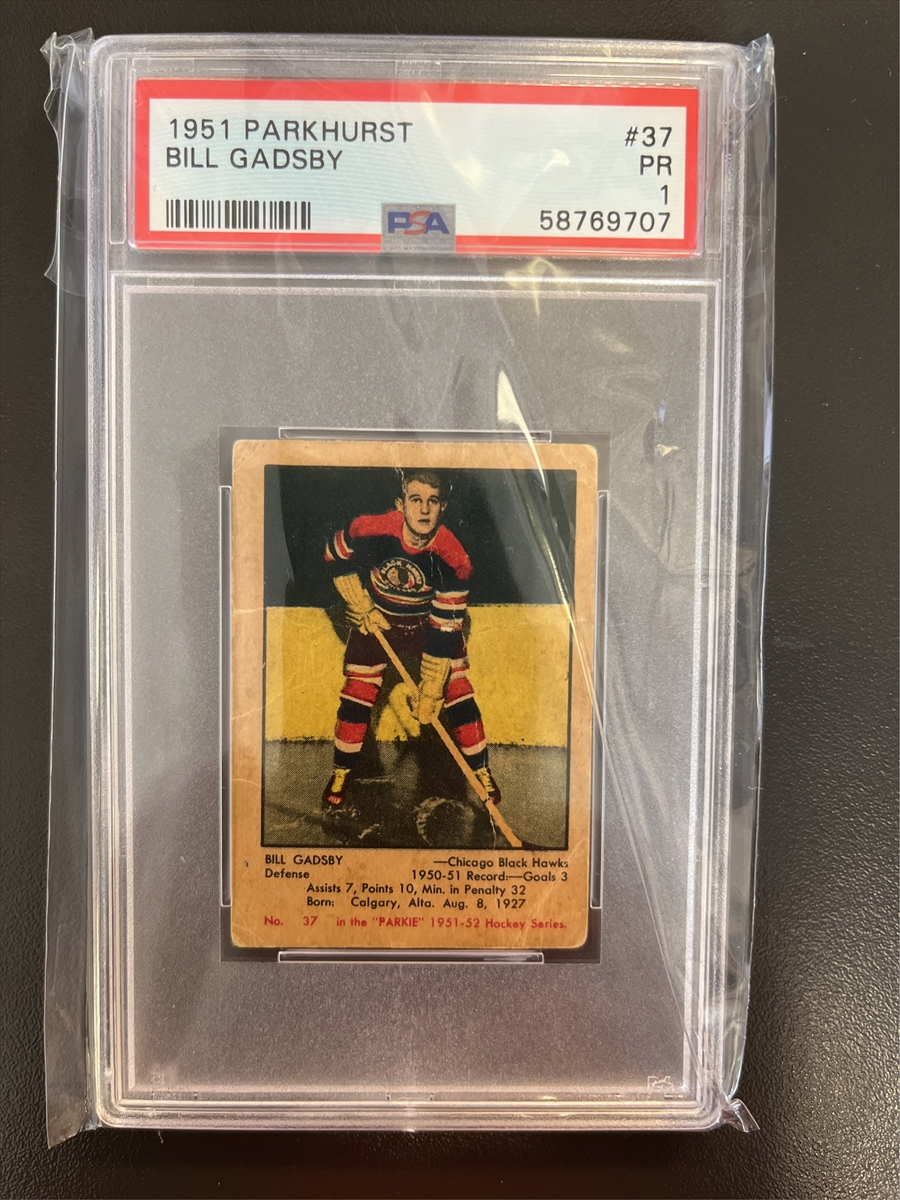 1951 PARKHURST #37
BILL GADSBY PR
1
PSA 58769707
BLACK HAWKS
BILL GADSBY —Chicago Black Hawks
Defense 1950-51 Record:—Goals 3
Assists 7, Points 10, Min. in Penalty 32
Born: Calgary, Alta. Aug. 8, 1927
No. 37 in the "PARKIE" 1951-52 Hockey Series.